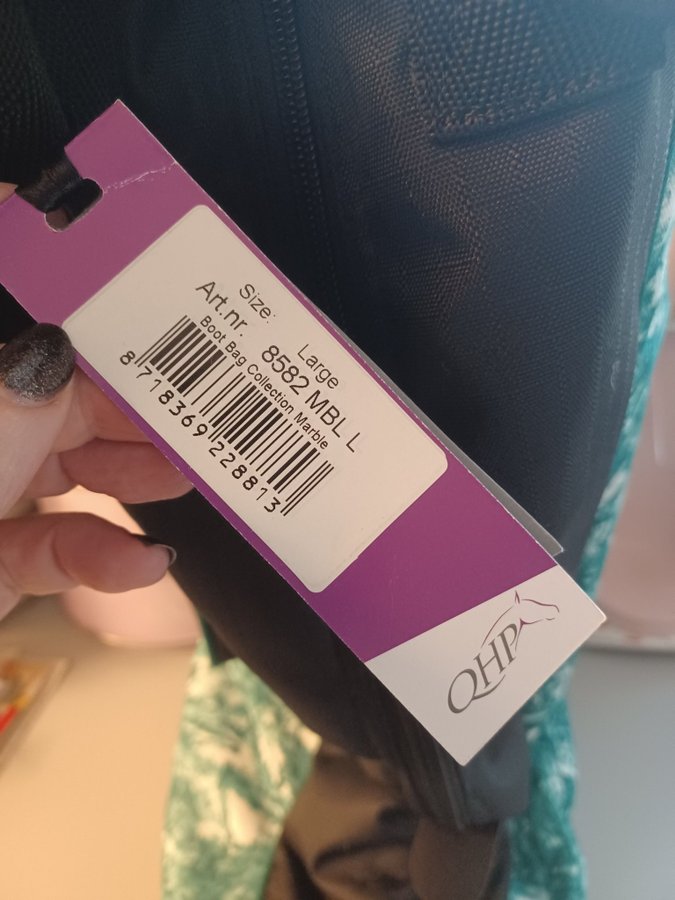 Size: Large
Art.nr. 8582 MBL L
Boot Bag Collection Marble
8 718369 228813
QHP